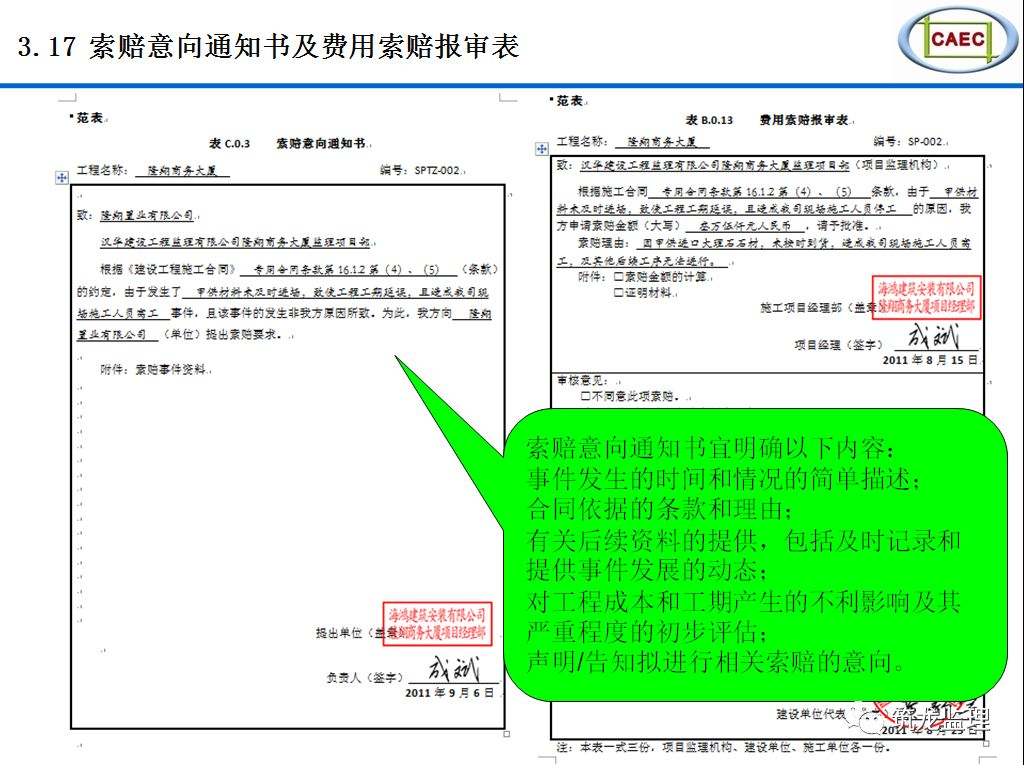 3.17 索赔意向通知书及费用索赔报审表
CAEC
范表
表 C.0.3 索赔意向通知书
工程名称： 隆翔商务大厦 编号：SPTZ-002
致：隆翔置业有限公司
汉华建设工程监理有限公司隆翔商务大厦监理项目部
根据《建设工程施工合同》 专用合同条款第 16.1.2 第（4）、（5） （条款）
的约定，由于发生了 甲供材料未及时进场，致使工程工期延误，且造成我司现
场施工人员窝工 事件，且该事件的发生非我方原因所致。为此，我方向 隆翔
置业有限公司 （单位）提出索赔要求。
附件：索赔事件资料
海鸿建筑安装有限公司
提出单位（盖章
隆翔商务大厦项目经理部
负责人（签字） 成斌
2011 年 9 月 6 日
范表
表 B.0.13 费用索赔报审表
工程名称： 隆翔商务大厦 编号：SP-002
致：汉华建设工程监理有限公司隆翔商务大厦监理项目部（项目监理机构）
根据施工合同 专用合同条款第 16.1.2 第（4）、（5） 条款，由于 甲供材
料未及时进场，致使工程工期延误，且造成我司现场施工人员停工 的原因，我
方申请索赔金额（大写） 叁万伍仟元人民币 ，请予批准。
索赔理由： 因甲供进口大理石石材，未按时到货，造成我司现场施工人员窝
工，及其他后续工序无法进行。
附件：□索赔金额的计算
□证明材料
海鸿建筑安装有限公司
施工项目经理部（盖章
隆翔商务大厦项目经理部
项目经理（签字） 成斌
2011 年 8 月 15 日
审核意见：
□不同意此项索赔。
索赔意向通知书宜明确以下内容：
事件发生的时间和情况的简单描述；
合同依据的条款和理由；
有关后续资料的提供，包括及时记录和
提供事件发展的动态；
对工程成本和工期产生的不利影响及其
严重程度的初步评估；
声明/告知拟进行相关索赔的意向。
建设单位代表
筑龙监理
注：本表一式三份，项目监理机构、建设单位、施工单位各一份。